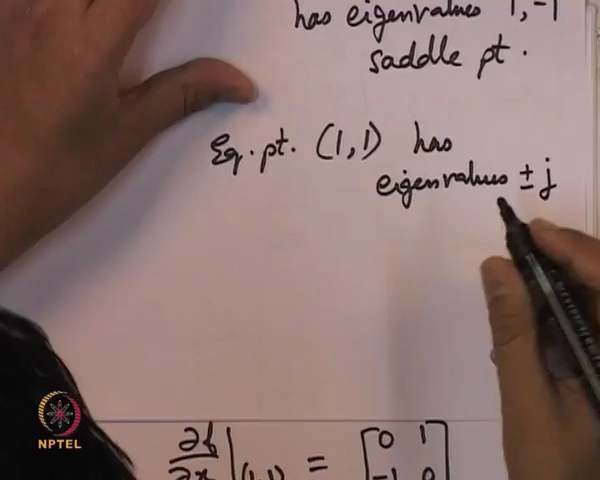 has eigenvalues 1, -1
saddle pt.
Eq. pt. (1,1) has
eigenvalues ± j
∂f/∂x |(1,1) = [0 1
-1 0]
NPTEL